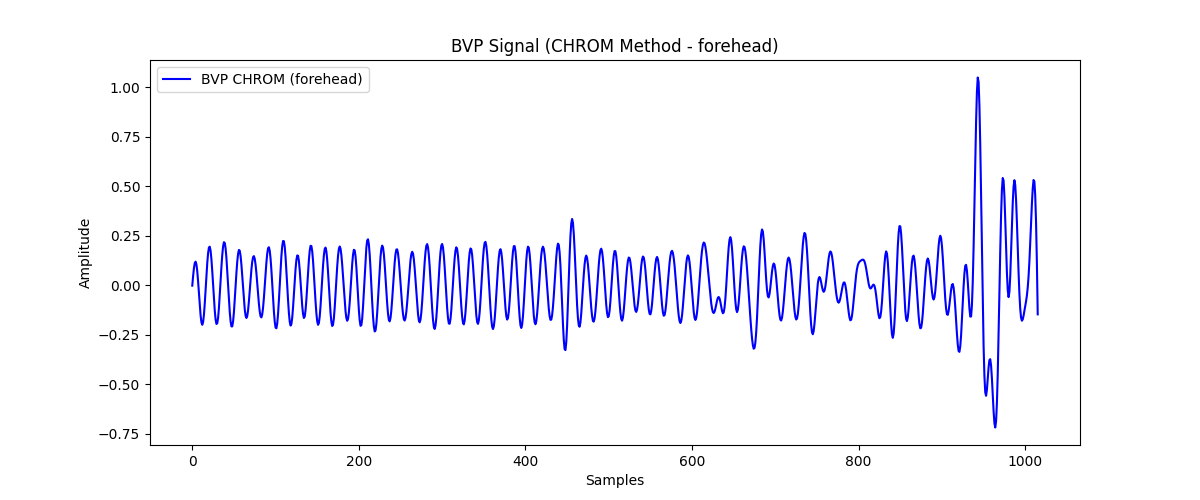 BVP Signal (CHROM Method - forehead)
BVP CHROM (forehead)
1.00
0.75
0.50
0.25
0.00
−0.25
−0.50
−0.75
Amplitude
0 200 400 600 800 1000
Samples